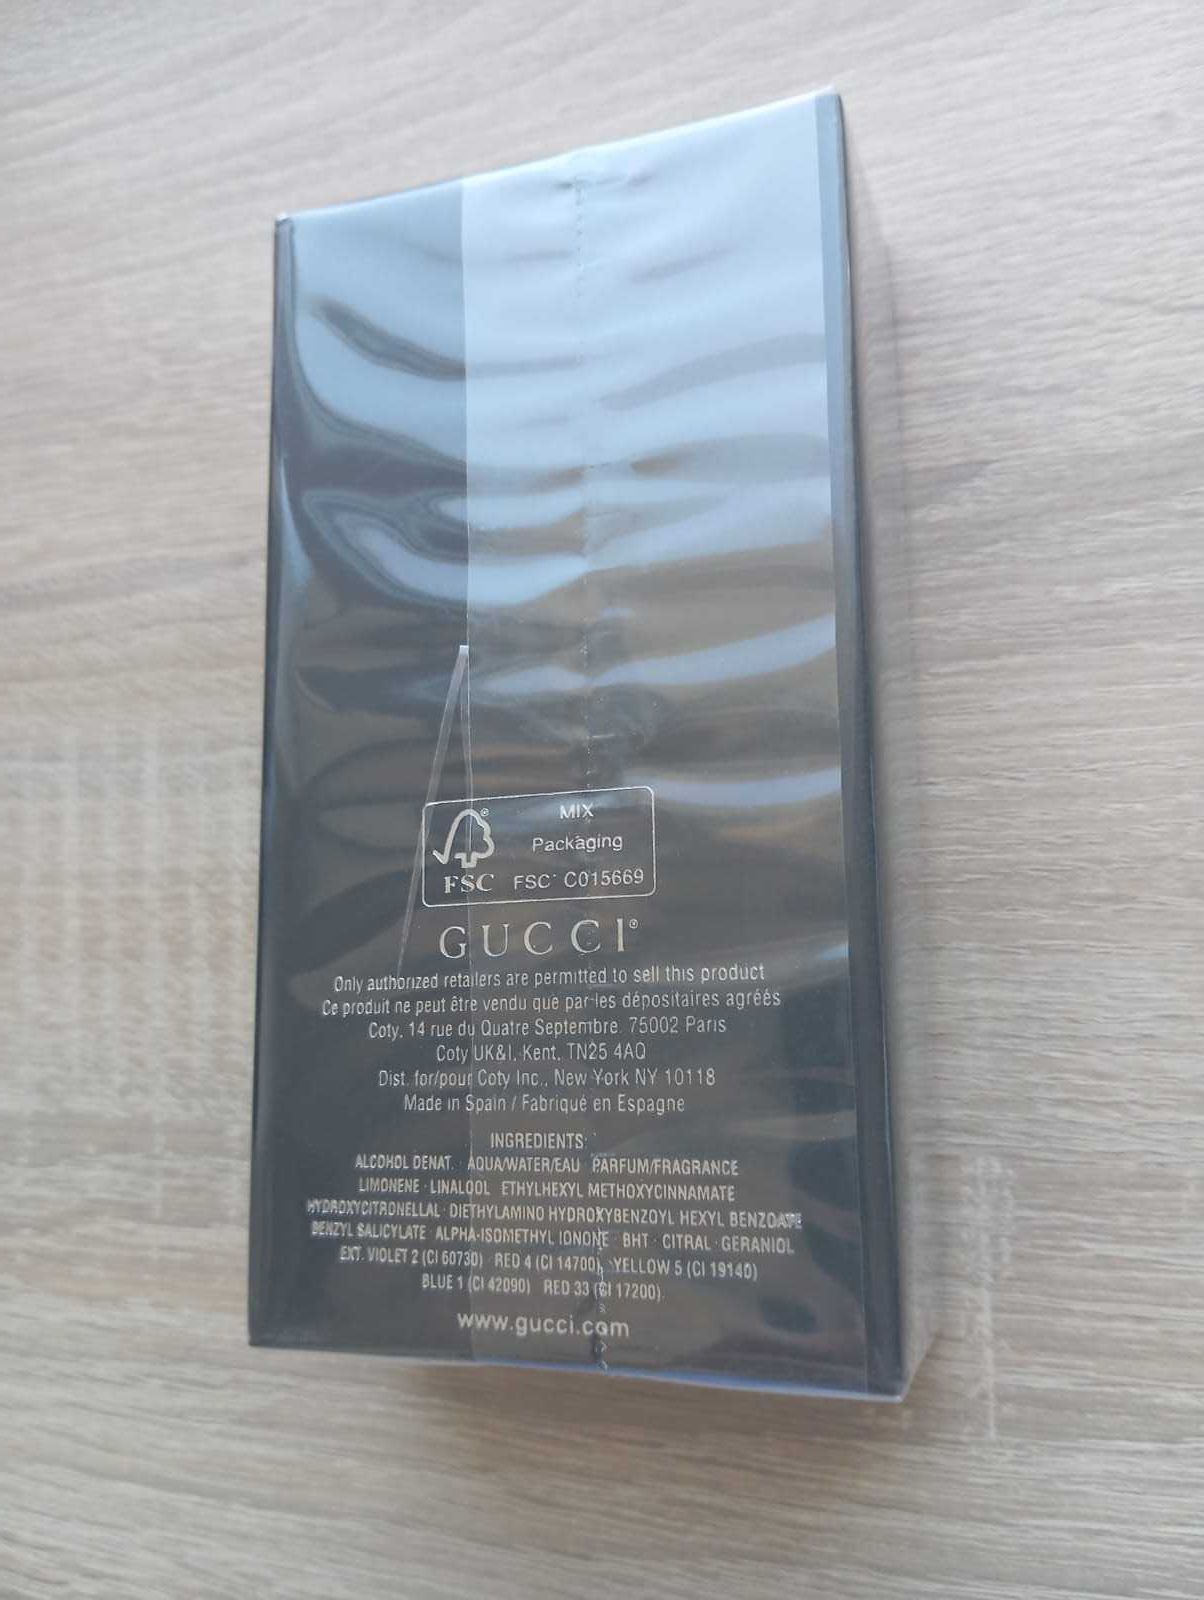 MIX
Packaging
FSC® C015669
FSC
GUCCI®
Only authorized retailers are permitted to sell this product
Ce produit ne peut être vendu que par les dépositaires agréés
Coty, 14 rue du Quatre Septembre. 75002 Paris
Coty UK&I, Kent, TN25 4AQ
Dist. for/pour Coty Inc., New York NY 10118
Made in Spain / Fabriqué en Espagne
INGREDIENTS:
ALCOHOL DENAT. · AQUA/WATER/EAU · PARFUM/FRAGRANCE
LIMONENE · LINALOOL · ETHYLHEXYL METHOXYCINNAMATE
HYDROXYCITRONELLAL · DIETHYLAMINO HYDROXYBENZOYL HEXYL BENZOATE
BENZYL SALICYLATE · ALPHA-ISOMETHYL IONONE · BHT · CITRAL · GERANIOL
EXT. VIOLET 2 (CI 60730) · RED 4 (CI 14700) · YELLOW 5 (CI 19140)
BLUE 1 (CI 42090) · RED 33 (CI 17200)
www.gucci.com